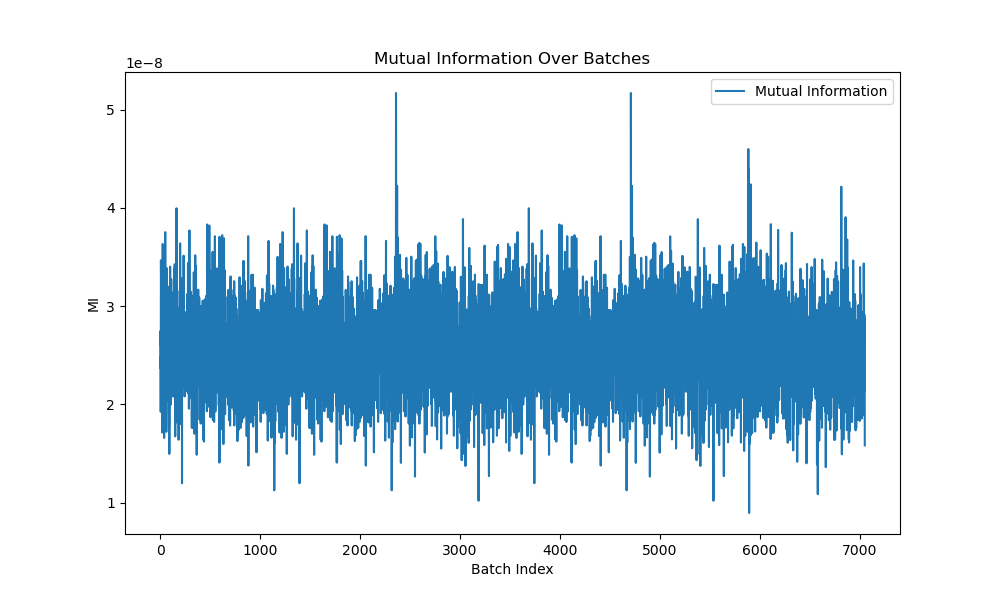 Mutual Information Over Batches
1e−8
Mutual Information
5
4
3
2
1
MI
0 1000 2000 3000 4000 5000 6000 7000
Batch Index